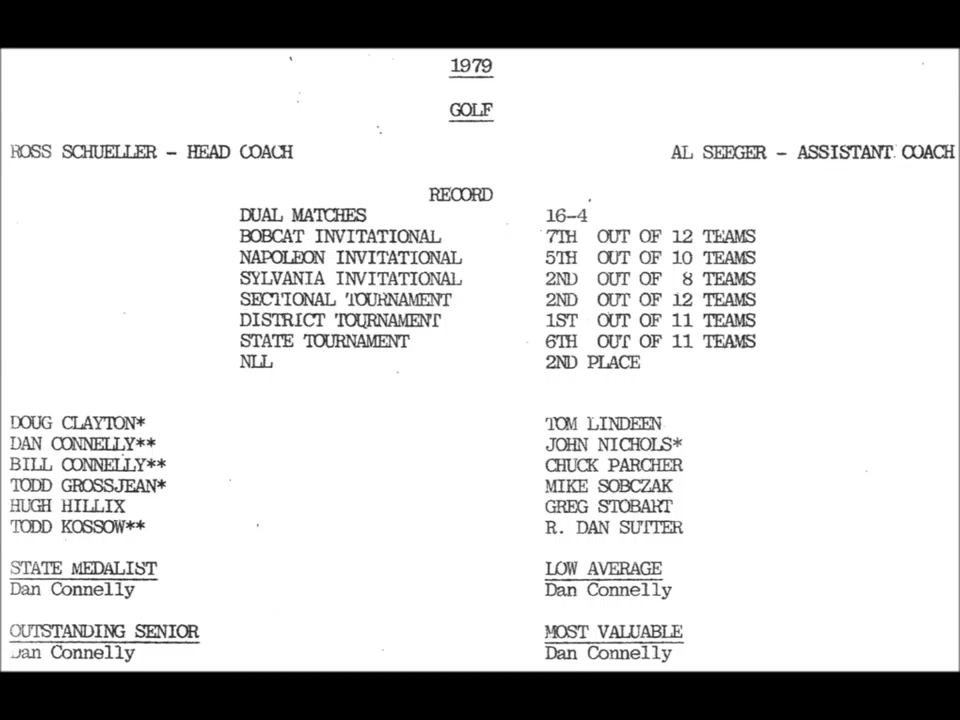 1979
GOLF
ROSS SCHUELLER - HEAD COACH AL SEEGER - ASSISTANT COACH
RECORD
DUAL MATCHES 16-4
BOBCAT INVITATIONAL 7TH OUT OF 12 TEAMS
NAPOLEON INVITATIONAL 5TH OUT OF 10 TEAMS
SYLVANIA INVITATIONAL 2ND OUT OF 8 TEAMS
SECTIONAL TOURNAMENT 2ND OUT OF 12 TEAMS
DISTRICT TOURNAMENT 1ST OUT OF 11 TEAMS
STATE TOURNAMENT 6TH OUT OF 11 TEAMS
NLL 2ND PLACE
DOUG CLAYTON* TOM LINDEEN
DAN CONNELLY** JOHN NICHOLS*
BILL CONNELLY** CHUCK PARCHER
TODD GROSSJEAN* MIKE SOBCZAK
HUGH HILLIX GREG STOBART
TODD KOSSOW** R. DAN SUTTER
STATE MEDALIST LOW AVERAGE
Dan Connelly Dan Connelly
OUTSTANDING SENIOR MOST VALUABLE
Dan Connelly Dan Connelly